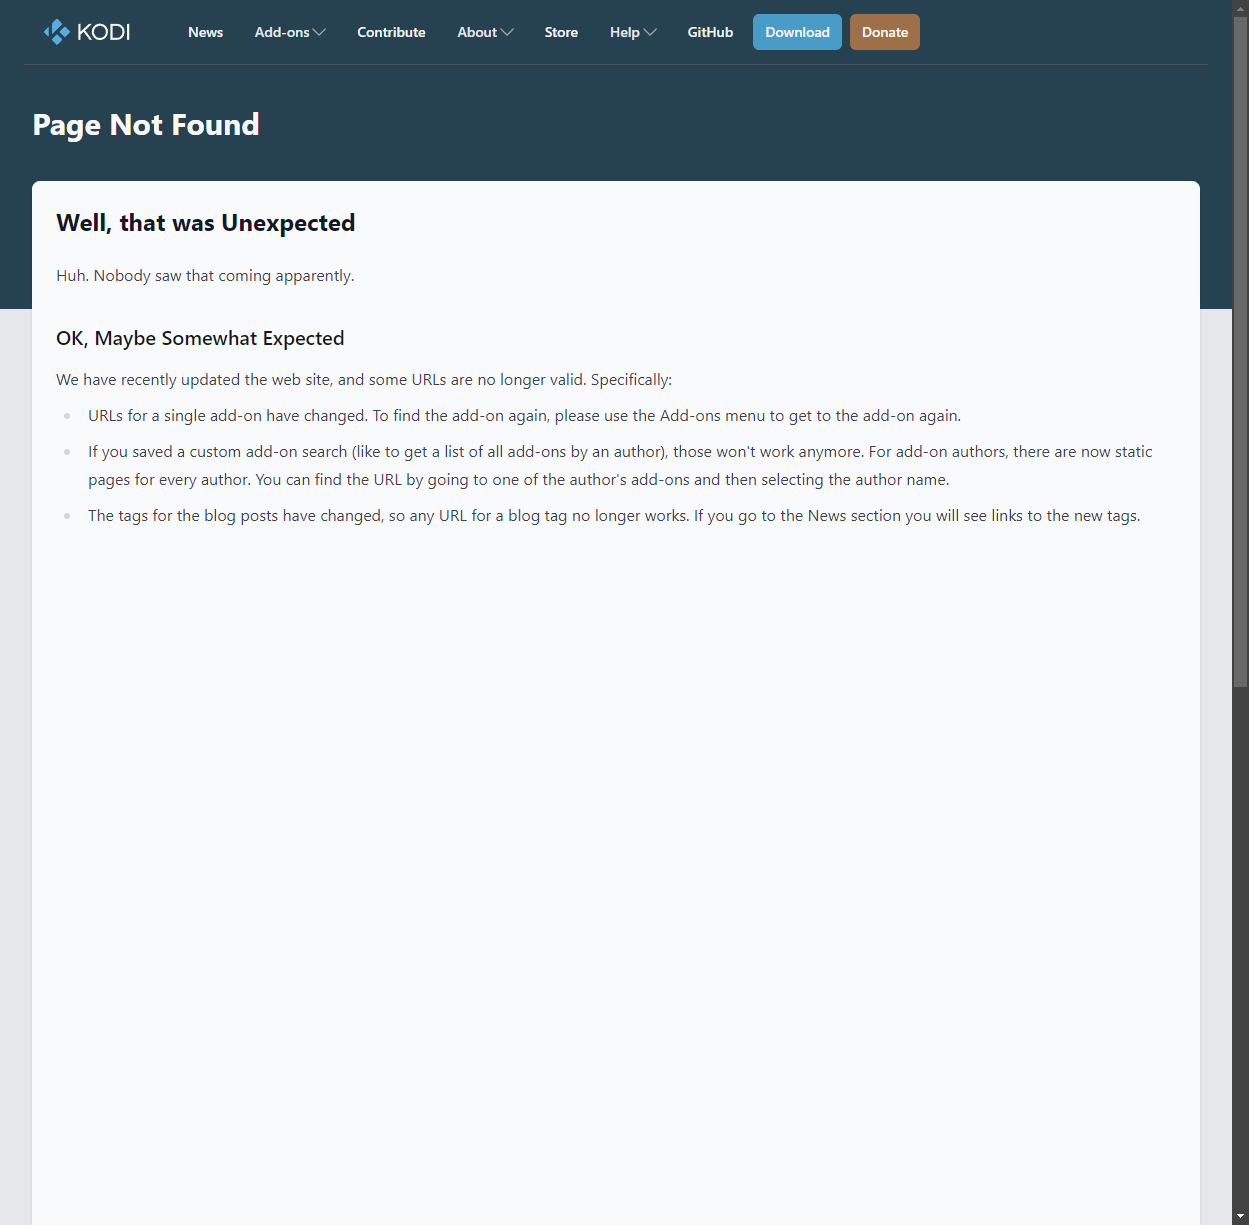 KODI
News Add-ons Contribute About Store Help GitHub Download Donate
Page Not Found
Well, that was Unexpected
Huh. Nobody saw that coming apparently.
OK, Maybe Somewhat Expected
We have recently updated the web site, and some URLs are no longer valid. Specifically:
URLs for a single add-on have changed. To find the add-on again, please use the Add-ons menu to get to the add-on again.
If you saved a custom add-on search (like to get a list of all add-ons by an author), those won't work anymore. For add-on authors, there are now static
pages for every author. You can find the URL by going to one of the author's add-ons and then selecting the author name.
The tags for the blog posts have changed, so any URL for a blog tag no longer works. If you go to the News section you will see links to the new tags.